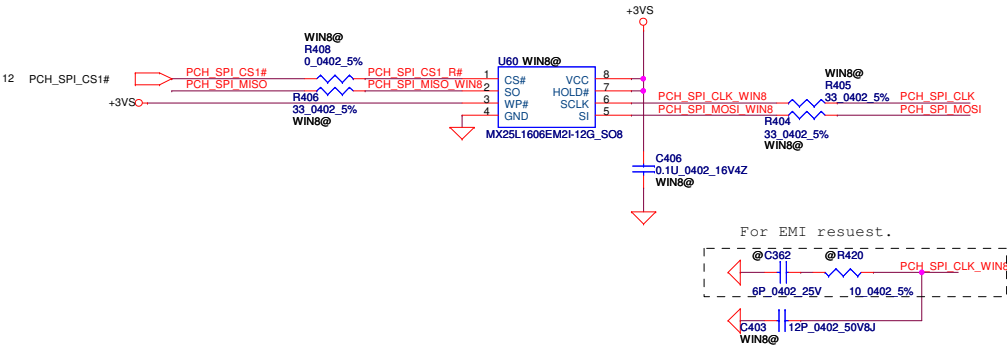 +3VS
WIN8@
R408
0_0402_5%
U60 WIN8@
12 PCH_SPI_CS1#
PCH_SPI_CS1#
PCH_SPI_CS1_R#
1 CS# VCC 8
PCH_SPI_MISO
PCH_SPI_MISO_WIN8
2 SO HOLD# 7
+3VS
R406
33_0402_5%
WIN8@
3 WP# SCLK 6
4 GND SI 5
MX25L1606EM2I-12G_SO8
PCH_SPI_CLK_WIN8
PCH_SPI_MOSI_WIN8
WIN8@
R405
33_0402_5%
PCH_SPI_CLK
PCH_SPI_MOSI
R404
33_0402_5%
WIN8@
C406
0.1U_0402_16V4Z
WIN8@
For EMI resuest.
@C362 @R420
PCH_SPI_CLK_WIN8
6P_0402_25V 10_0402_5%
C403 12P_0402_50V8J
WIN8@